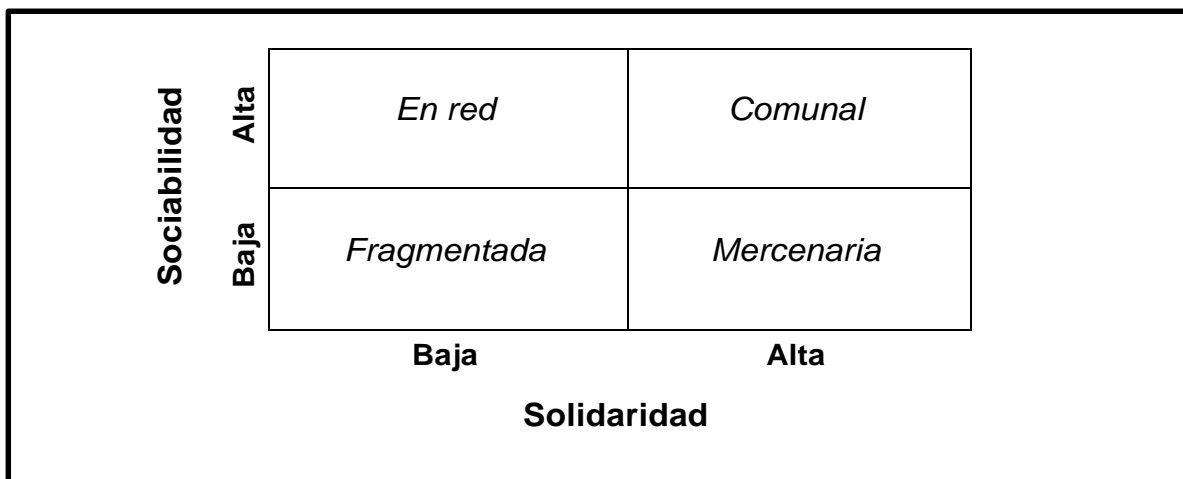 Sociabilidad
Alta
En red
Comunal
Baja
Fragmentada
Mercenaria
Baja
Alta
Solidaridad